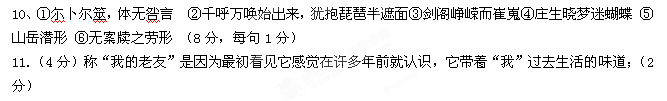 10、①尔卜尔筮，体无咎言　②千呼万唤始出来，犹抱琵琶半遮面③剑阁峥嵘而崔嵬④庄生晓梦迷蝴蝶 ⑤
山岳潜形 ⑥无案牍之劳形 （8 分，每句 1 分）
11.（4 分）称“我的老友”是因为最初看见它感觉在许多年前就认识，它带着“我”过去生活的味道；（2
分）